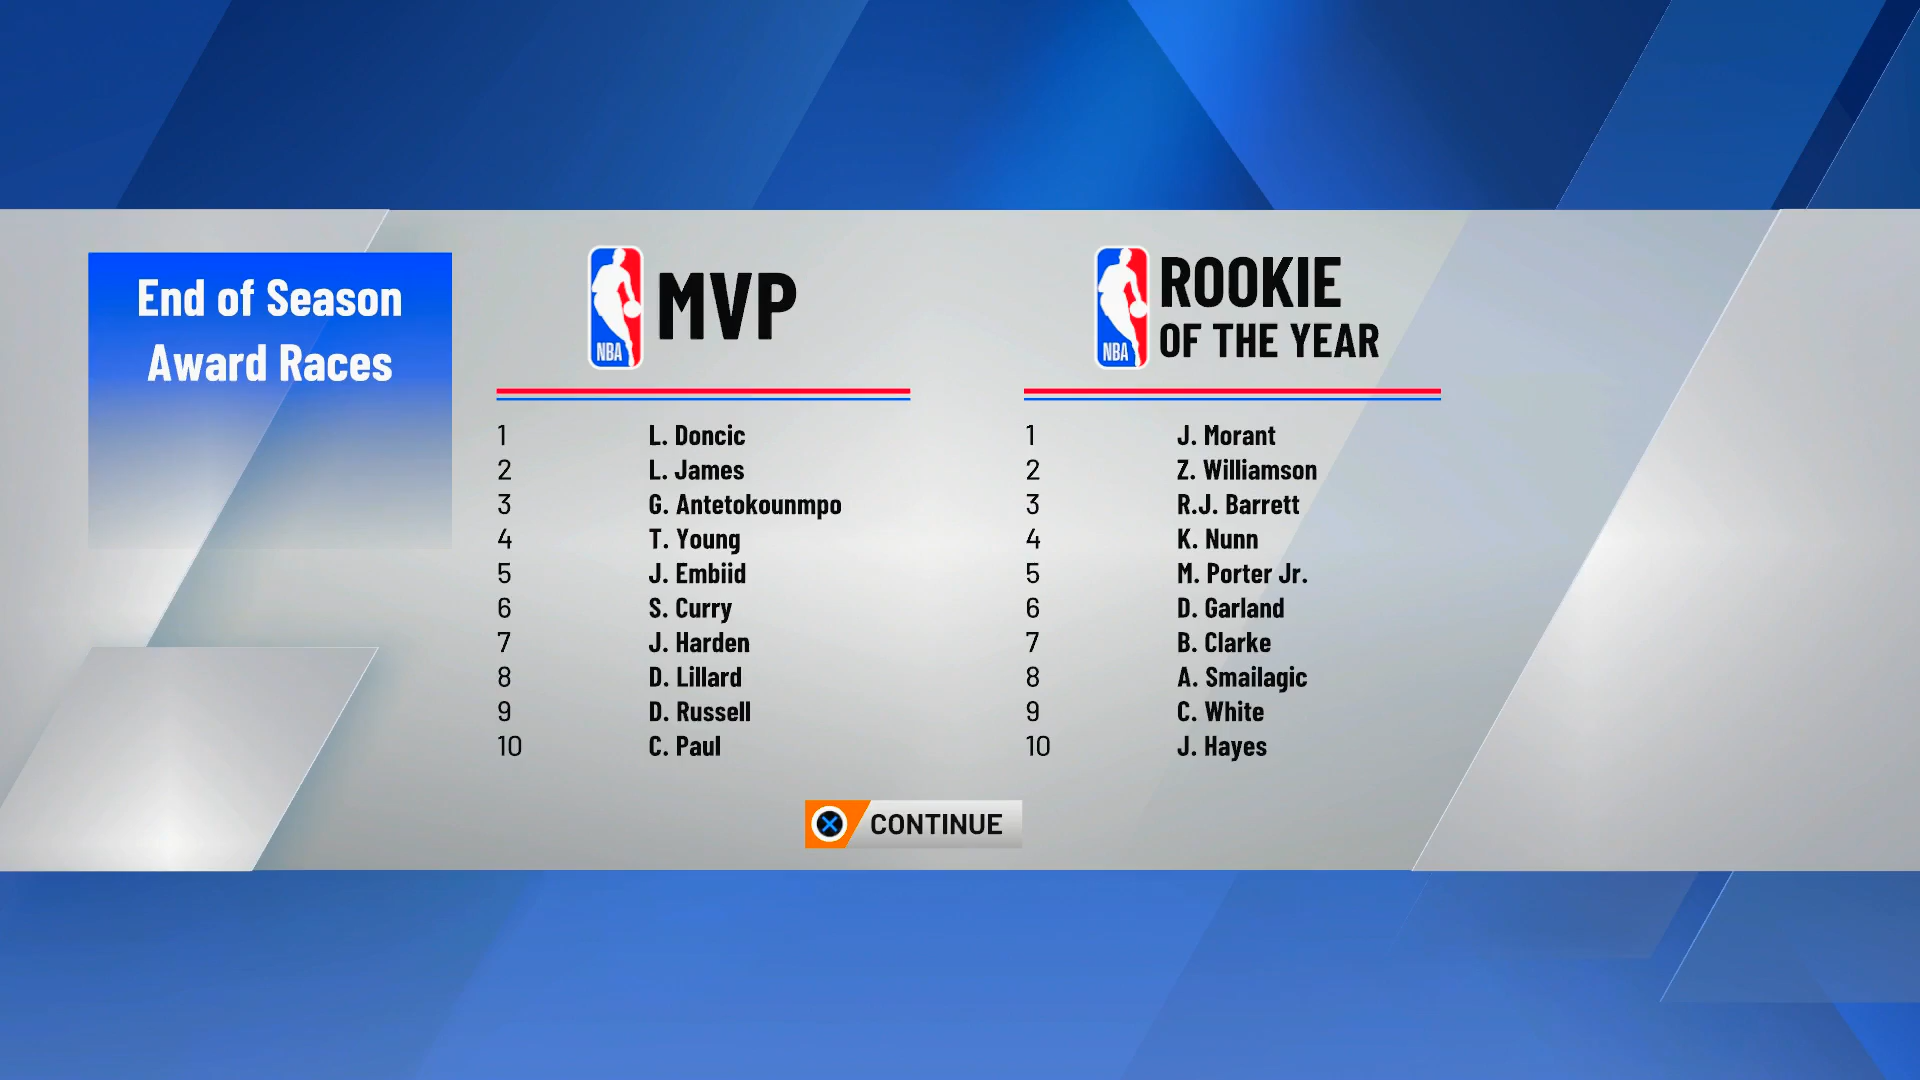 End of Season
Award Races
NBA
MVP
1 L. Doncic
2 L. James
3 G. Antetokounmpo
4 T. Young
5 J. Embiid
6 S. Curry
7 J. Harden
8 D. Lillard
9 D. Russell
10 C. Paul
NBA
ROOKIE
OF THE YEAR
1 J. Morant
2 Z. Williamson
3 R.J. Barrett
4 K. Nunn
5 M. Porter Jr.
6 D. Garland
7 B. Clarke
8 A. Smailagic
9 C. White
10 J. Hayes
CONTINUE